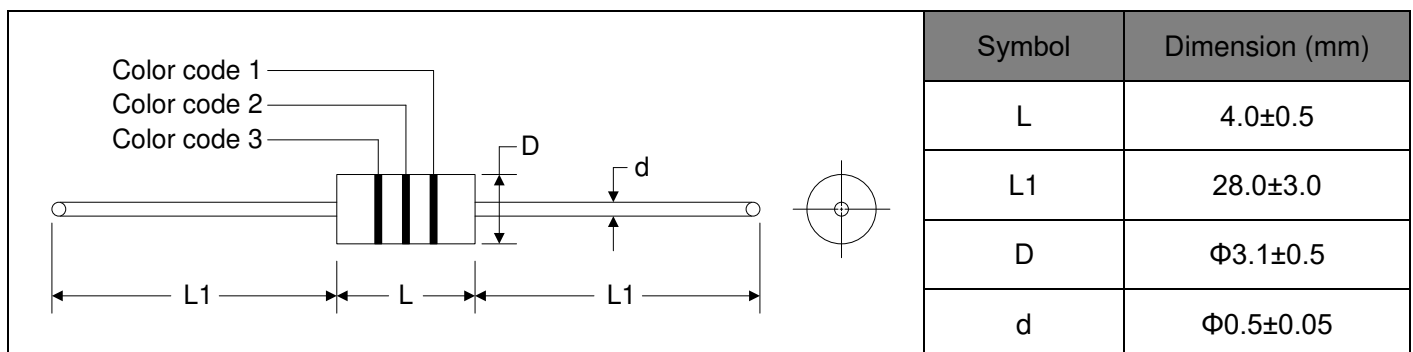 Color code 1
Color code 2
Color code 3
D
d
L1
L
L1
Symbol Dimension (mm)
L 4.0±0.5
L1 28.0±3.0
D Φ3.1±0.5
d Φ0.5±0.05